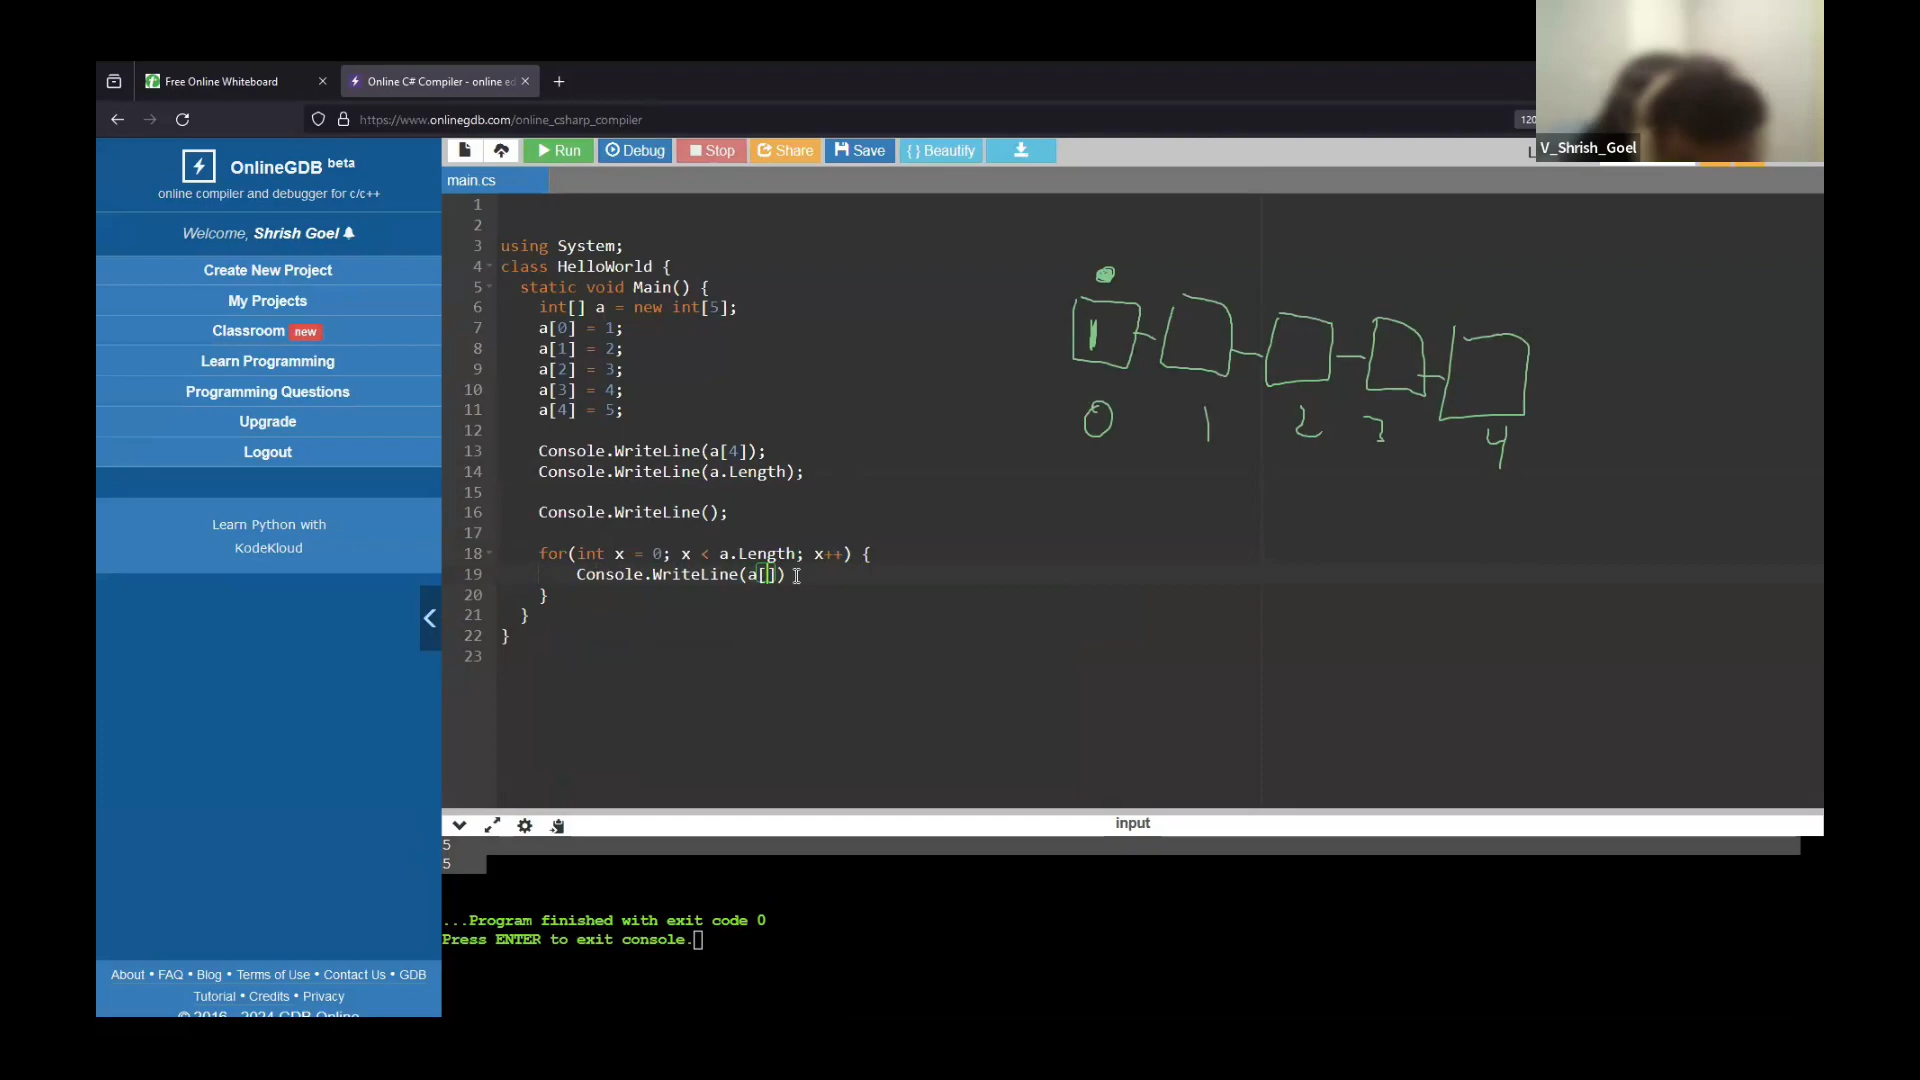 Free Online Whiteboard
Online C# Compiler - online ed
https://www.onlinegdb.com/online_csharp_compiler
120
V_Shrish_Goel
OnlineGDB beta
online compiler and debugger for c/c++
Welcome, Shrish Goel
Create New Project
My Projects
Classroom new
Learn Programming
Programming Questions
Upgrade
Logout
Learn Python with
KodeKloud
About • FAQ • Blog • Terms of Use • Contact Us • GDB
Tutorial • Credits • Privacy
© 2016 - 2024 GDB Online
Run
Debug
Stop
Share
Save
{ } Beautify
main.cs
1
2
3 using System;
4 class HelloWorld {
5 static void Main() {
6 int[] a = new int[5];
7 a[0] = 1;
8 a[1] = 2;
9 a[2] = 3;
10 a[3] = 4;
11 a[4] = 5;
12
13 Console.WriteLine(a[4]);
14 Console.WriteLine(a.Length);
15
16 Console.WriteLine();
17
18 for(int x = 0; x < a.Length; x++) {
19 Console.WriteLine(a[])
20 }
21 }
22 }
23
1
0 1 2 3 4
input
5
5
...Program finished with exit code 0
Press ENTER to exit console.